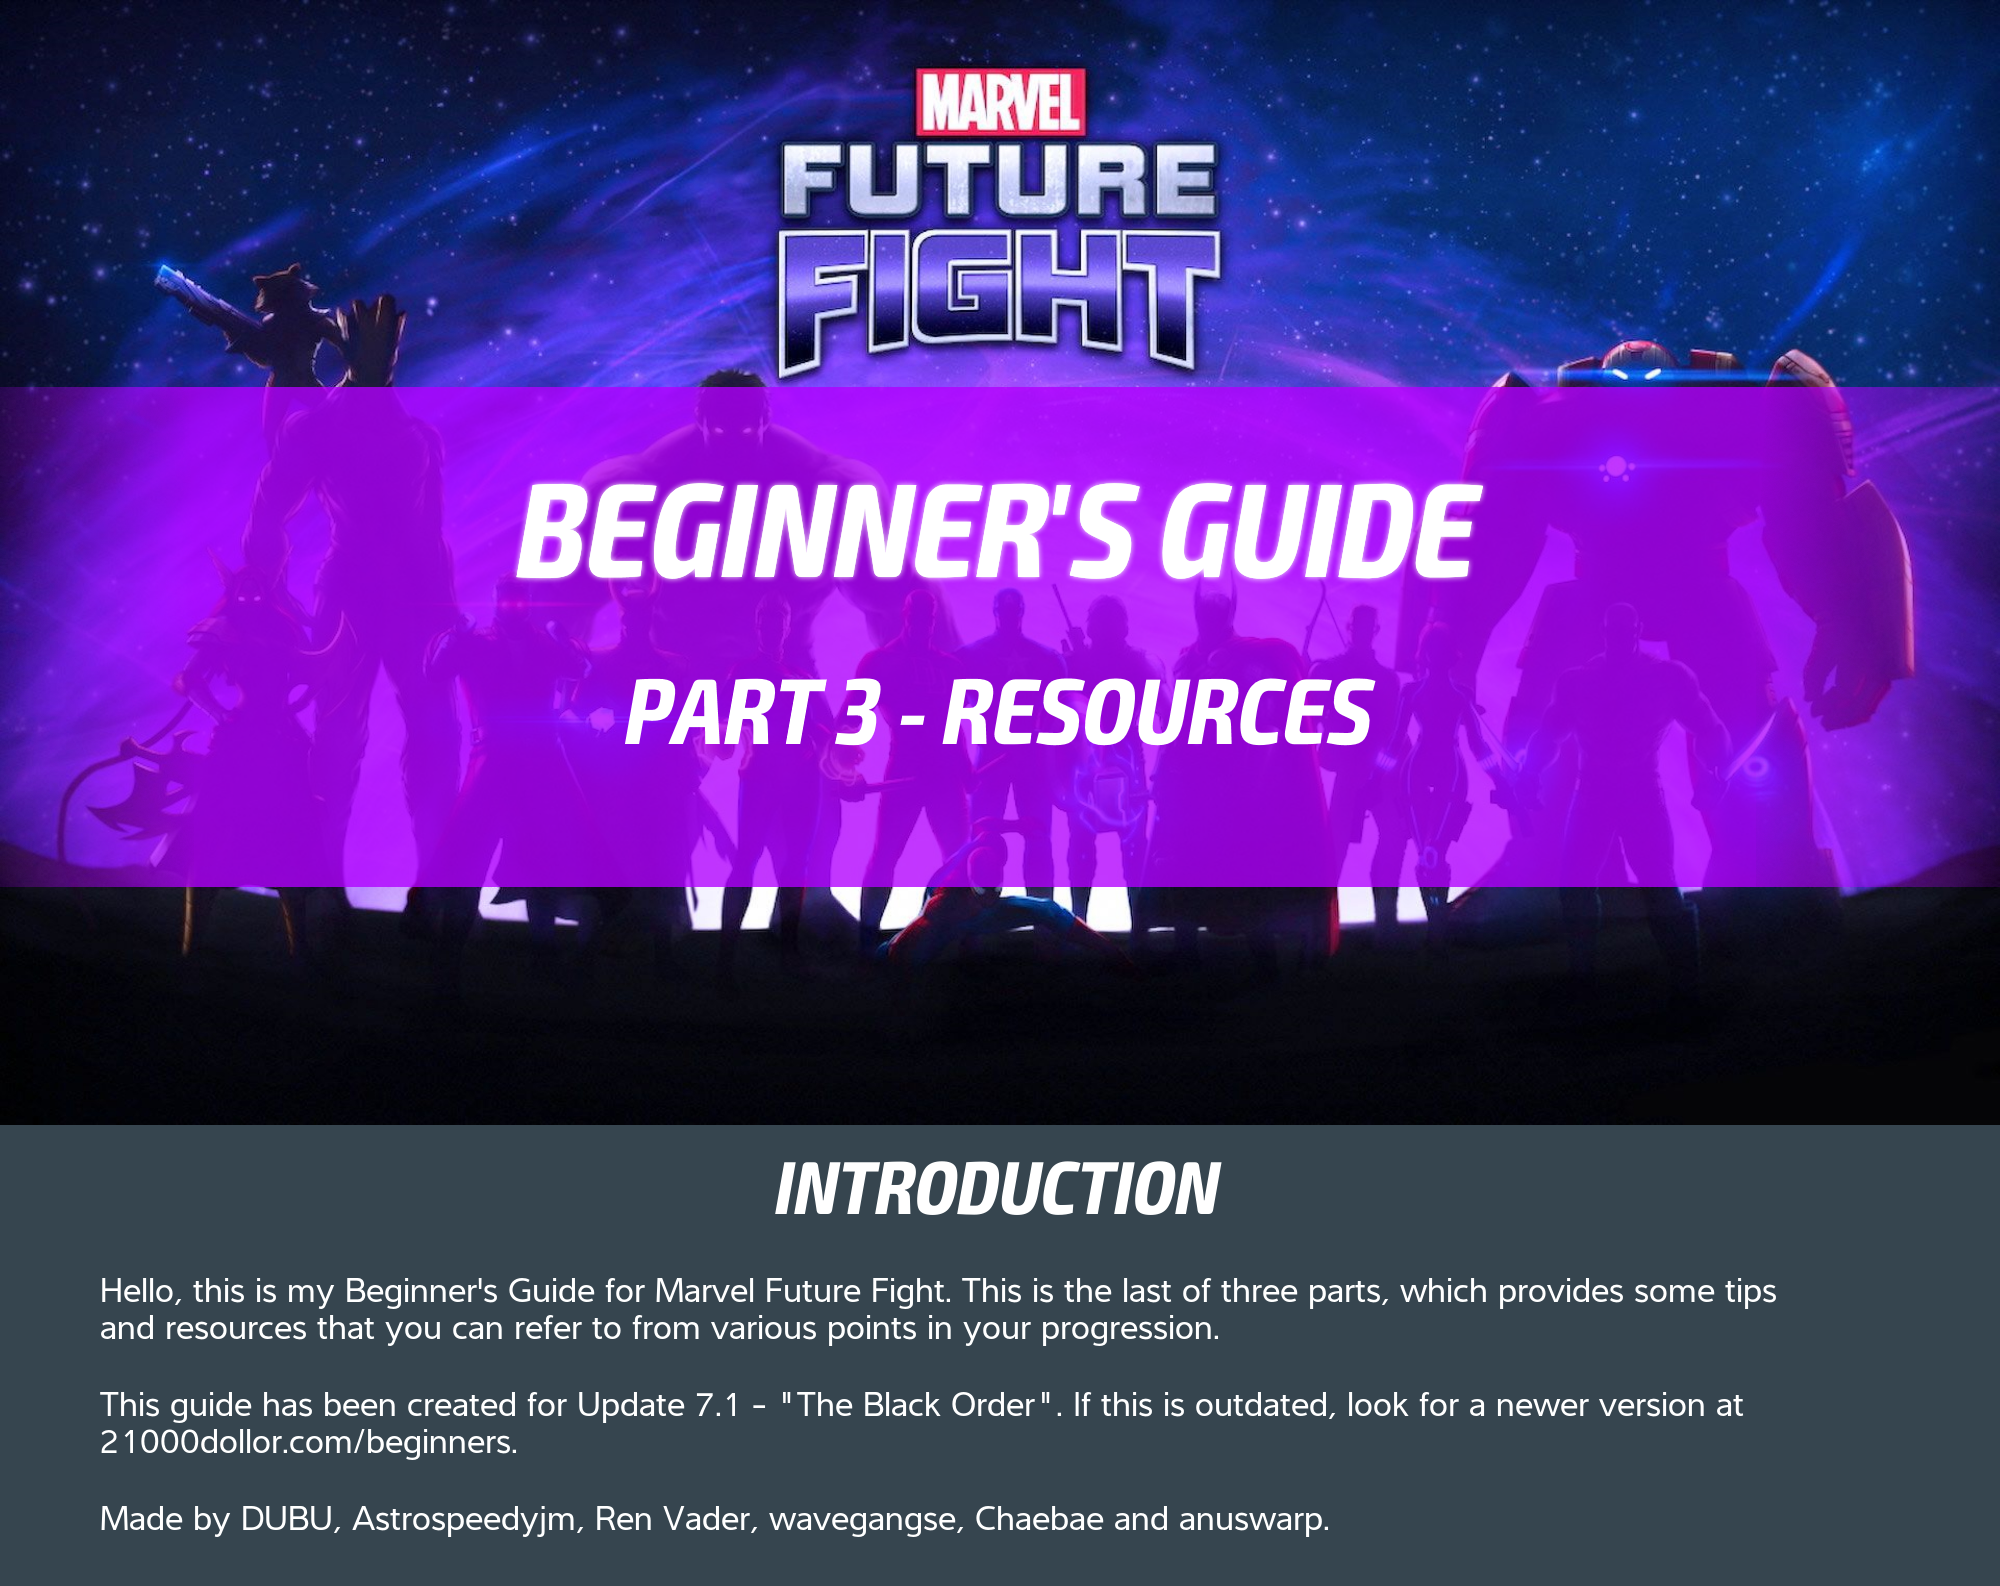 MARVEL
FUTURE
FIGHT
BEGINNER'S GUIDE
PART 3 - RESOURCES
INTRODUCTION
Hello, this is my Beginner's Guide for Marvel Future Fight. This is the last of three parts, which provides some tips
and resources that you can refer to from various points in your progression.
This guide has been created for Update 7.1 - "The Black Order". If this is outdated, look for a newer version at
21000dollor.com/beginners.
Made by DUBU, Astrospeedyjm, Ren Vader, wavegangse, Chaebae and anuswarp.